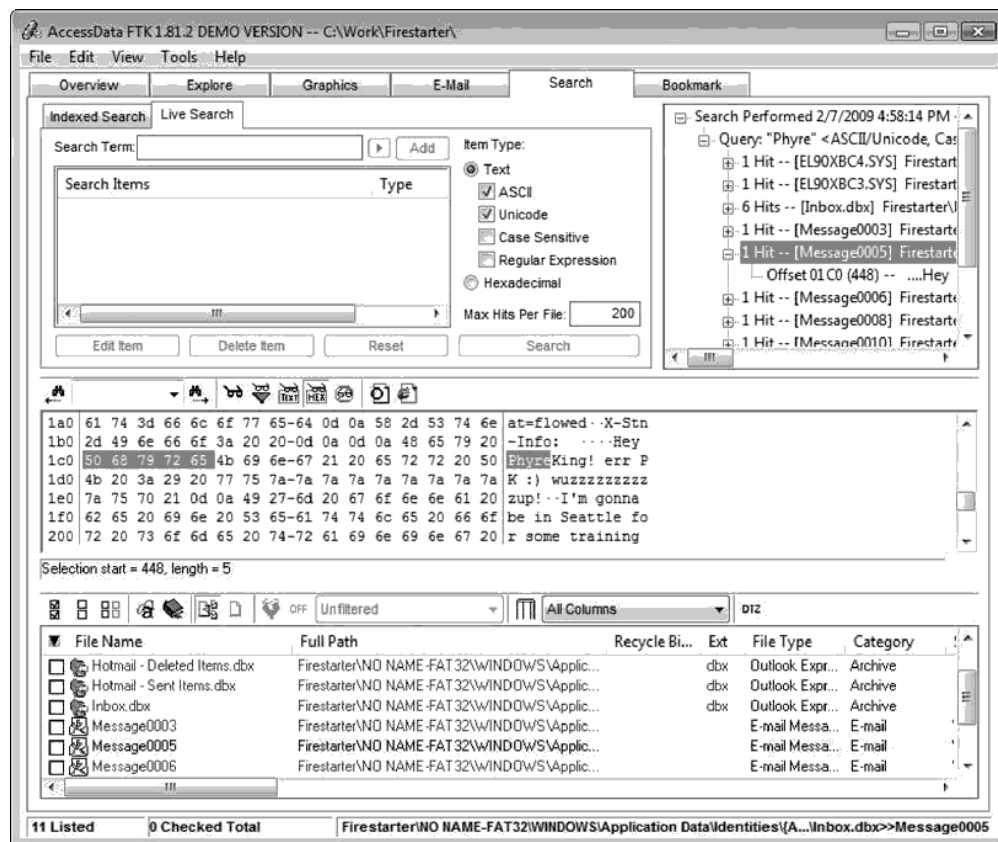 AccessData FTK 1.81.2 DEMO VERSION -- C:\Work\Firestarter\
File Edit View Tools Help
Overview Explore Graphics E-Mail Search Bookmark
Indexed Search Live Search
Search Term: Add
Search Items Type
Item Type:
Text
ASCII
Unicode
Case Sensitive
Regular Expression
Hexadecimal
Max Hits Per File: 200
Edit Item Delete Item Reset Search
Search Performed 2/7/2009 4:58:14 PM -
Query: "Phyre" <ASCII/Unicode, Cas
1 Hit -- [EL90XBC4.SYS] Firestart
1 Hit -- [EL90XBC3.SYS] Firestart
6 Hits -- [Inbox.dbx] Firestarter\
1 Hit -- [Message0003] Firestarte
1 Hit -- [Message0005] Firestarte
Offset 01 C0 (448) -- ....Hey
1 Hit -- [Message0006] Firestarte
1 Hit -- [Message0008] Firestarte
1 Hit -- [Message0010] Firestarte
TEXT HEX
1a0 61 74 3d 66 6c 6f 77 65-64 0d 0a 58 2d 53 74 6e at=flowed··X-Stn
1b0 2d 49 6e 66 6f 3a 20 20-0d 0a 0d 0a 48 65 79 20 -Info:  ····Hey
1c0 50 68 79 72 65 4b 69 6e-67 21 20 65 72 72 20 50 PhyreKing! err P
1d0 4b 20 3a 29 20 77 75 7a-7a 7a 7a 7a 7a 7a 7a 7a K :) wuzzzzzzzzz
1e0 7a 75 70 21 0d 0a 49 27-6d 20 67 6f 6e 6e 61 20 zup!··I'm gonna
1f0 62 65 20 69 6e 20 53 65-61 74 74 6c 65 20 66 6f be in Seattle fo
200 72 20 73 6f 6d 65 20 74-72 61 69 6e 69 6e 67 20 r some training
Selection start = 448, length = 5
OFF Unfiltered All Columns DTZ
File Name Full Path Recycle Bi... Ext File Type Category
Hotmail - Deleted Items.dbx Firestarter\NO NAME-FAT32\WINDOWS\Applic... dbx Outlook Expr... Archive
Hotmail - Sent Items.dbx Firestarter\NO NAME-FAT32\WINDOWS\Applic... dbx Outlook Expr... Archive
Inbox.dbx Firestarter\NO NAME-FAT32\WINDOWS\Applic... dbx Outlook Expr... Archive
Message0003 Firestarter\NO NAME-FAT32\WINDOWS\Applic... E-mail Messa... E-mail
Message0005 Firestarter\NO NAME-FAT32\WINDOWS\Applic... E-mail Messa... E-mail
Message0006 Firestarter\NO NAME-FAT32\WINDOWS\Applic... E-mail Messa... E-mail
11 Listed 0 Checked Total Firestarter\NO NAME-FAT32\WINDOWS\Application Data\Identities\{A...\Inbox.dbx>>Message0005